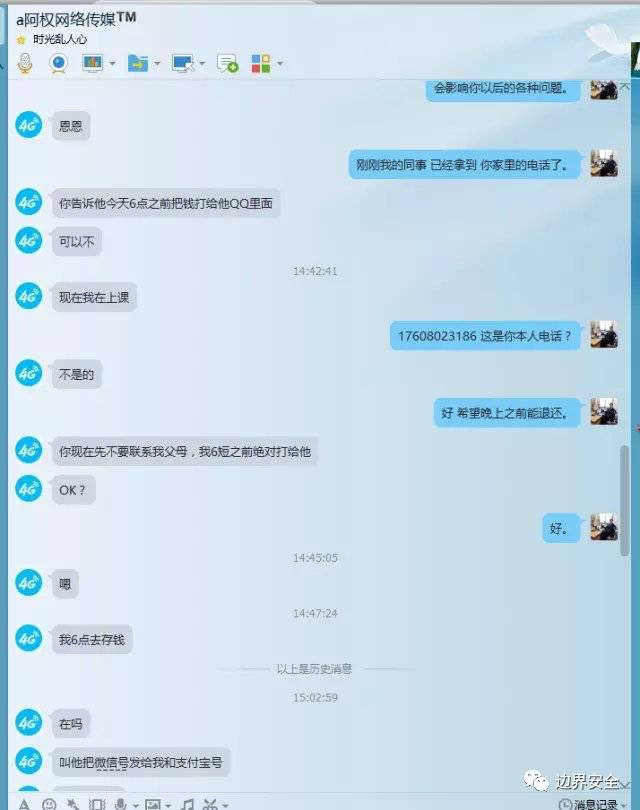 a阿权网络传媒™
时光乱人心
会影响你以后的各种问题。
4G
恩恩
刚刚我的同事 已经拿到 你家里的电话了。
4G
你告诉他今天6点之前把钱打给他QQ里面
4G
可以不
14:42:41
4G
现在我在上课
17608023186 这是你本人电话？
4G
不是的
好 希望晚上之前能退还。
4G
你现在先不要联系我父母，我6短之前绝对打给他
4G
OK？
好。
14:45:05
4G
嗯
14:47:24
4G
我6点去存钱
以上是历史消息
15:02:59
4G
在吗
4G
叫他把微信号发给我和支付宝号
边界安全
消息记录